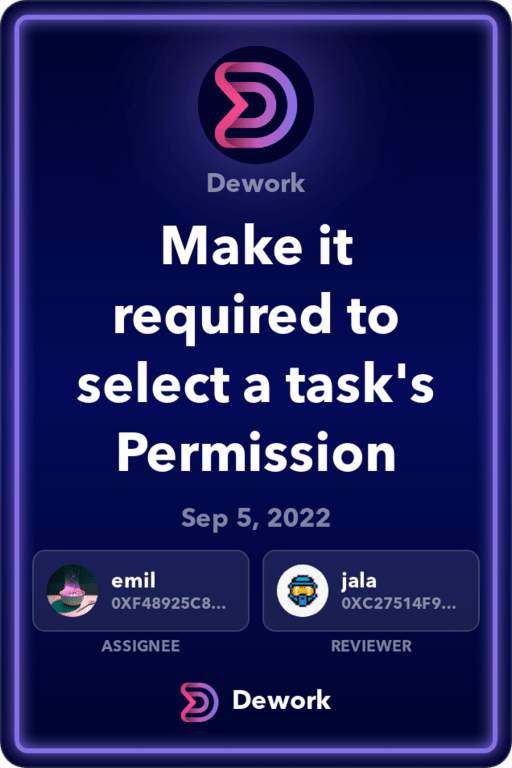 Dework
Make it
required to
select a task's
Permission
Sep 5, 2022
emil
0XF48925C8...
jala
0XC27514F9...
ASSIGNEE
REVIEWER
Dework